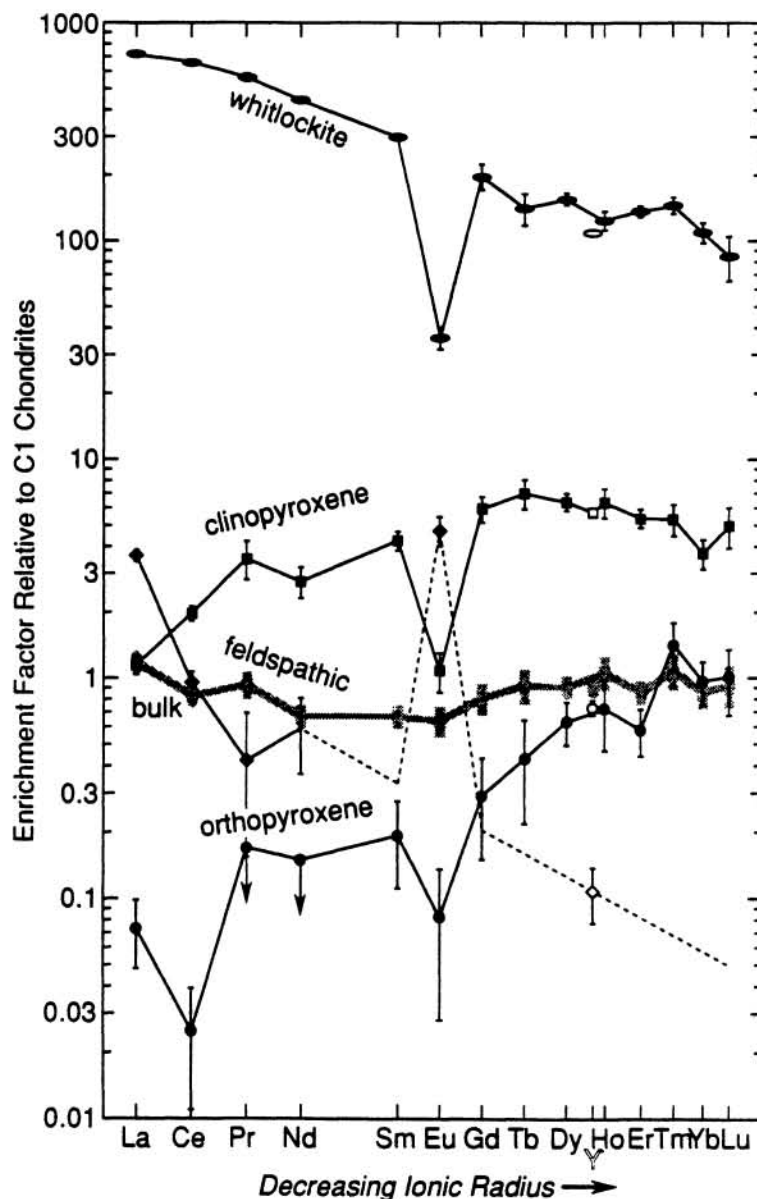 1000
300
whitlockite
100
Enrichment Factor Relative to C1 Chondrites
30
10
clinopyroxene
3
feldspathic
1
bulk
0.3
orthopyroxene
0.1
0.03
0.01
La Ce Pr Nd Sm Eu Gd Tb Dy Y Ho Er Tm Yb Lu
Decreasing Ionic Radius